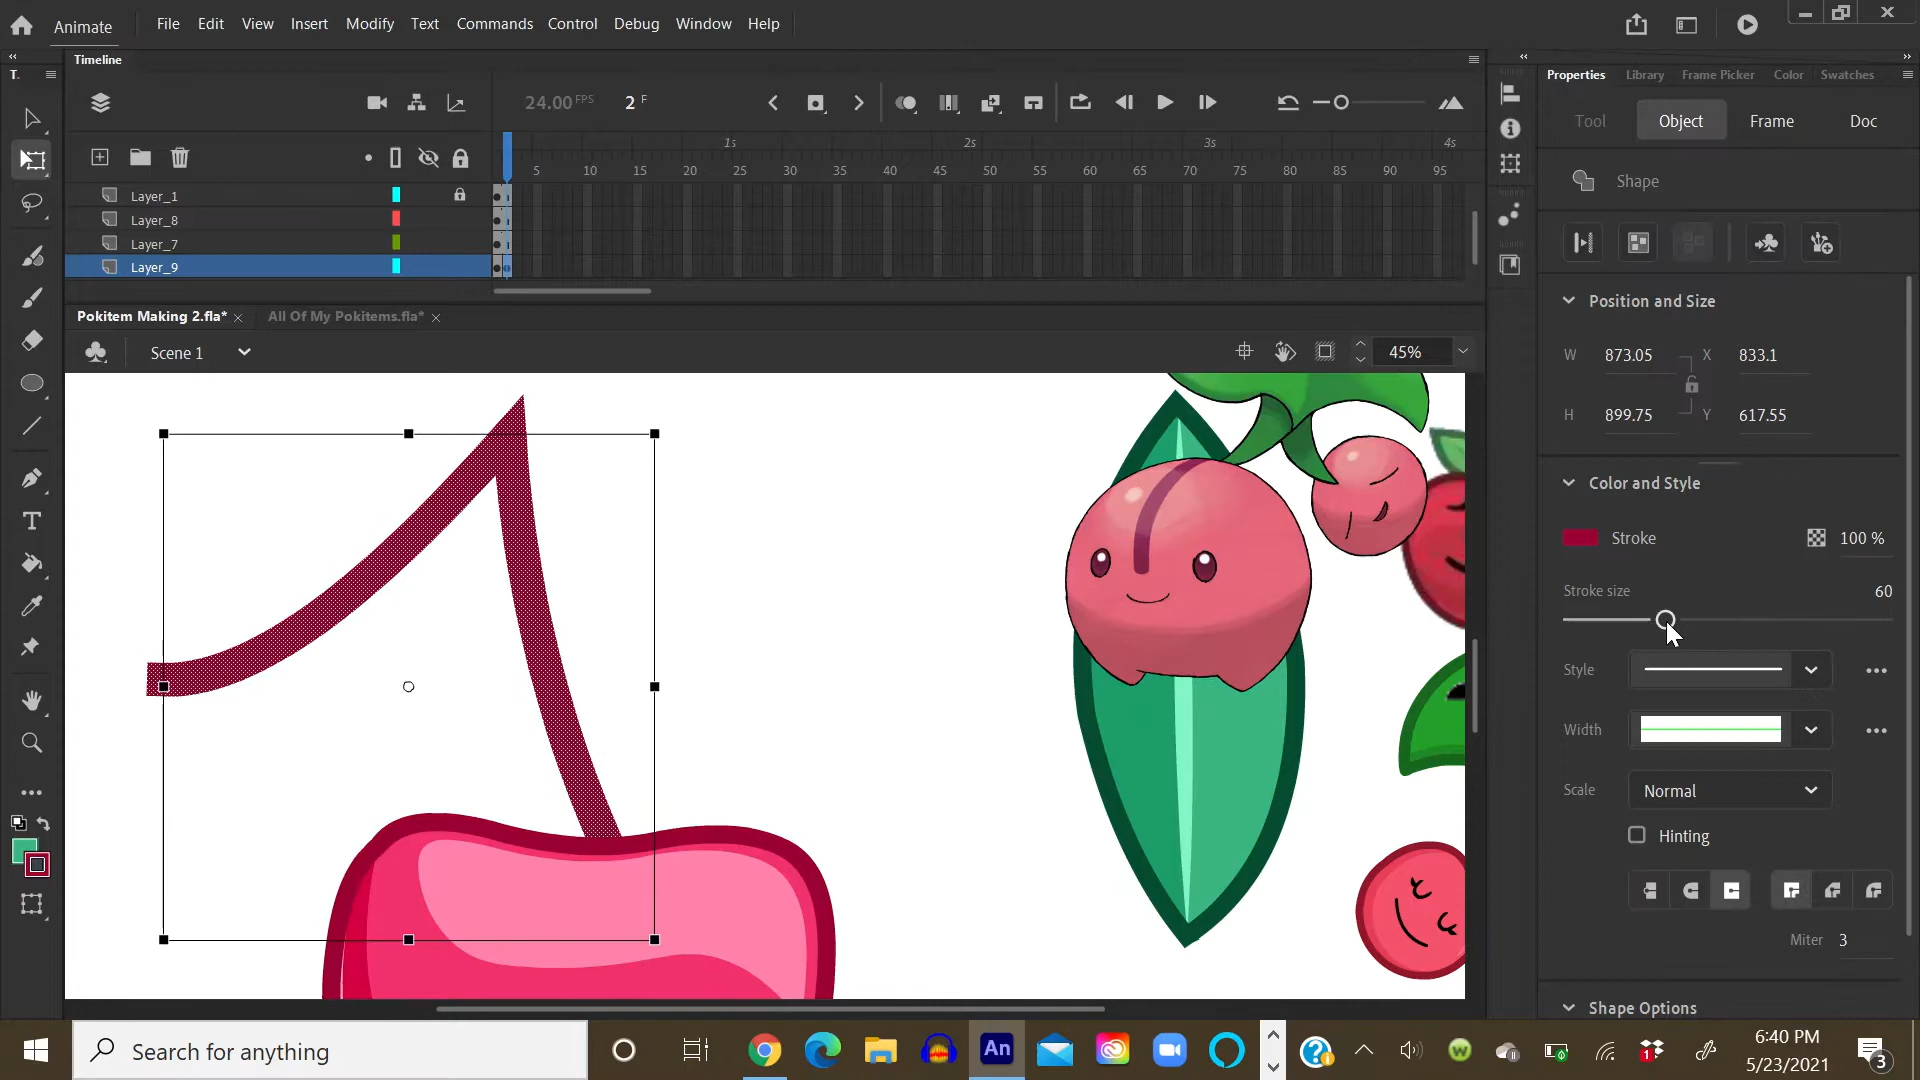 Animate File Edit View Insert Modify Text Commands Control Debug Window Help
T. Timeline Properties Library Frame Picker Color Swatches
24.00 FPS 2 F
Tool Object Frame Doc
1s 2s 3s 4s
5 10 15 20 25 30 35 40 45 50 55 60 65 70 75 80 85 90 95
Layer_1
Layer_8
Layer_7
Layer_9
Shape
Position and Size
Pokitem Making 2.fla* All Of My Pokitems.fla*
Scene 1 45%
W 873.05 X 833.1
H 899.75 Y 617.55
Color and Style
Stroke 100 %
Stroke size 60
Style
Width
Scale Normal
Hinting
Miter 3
Shape Options
Search for anything
An
W
1
6:40 PM
5/23/2021
3